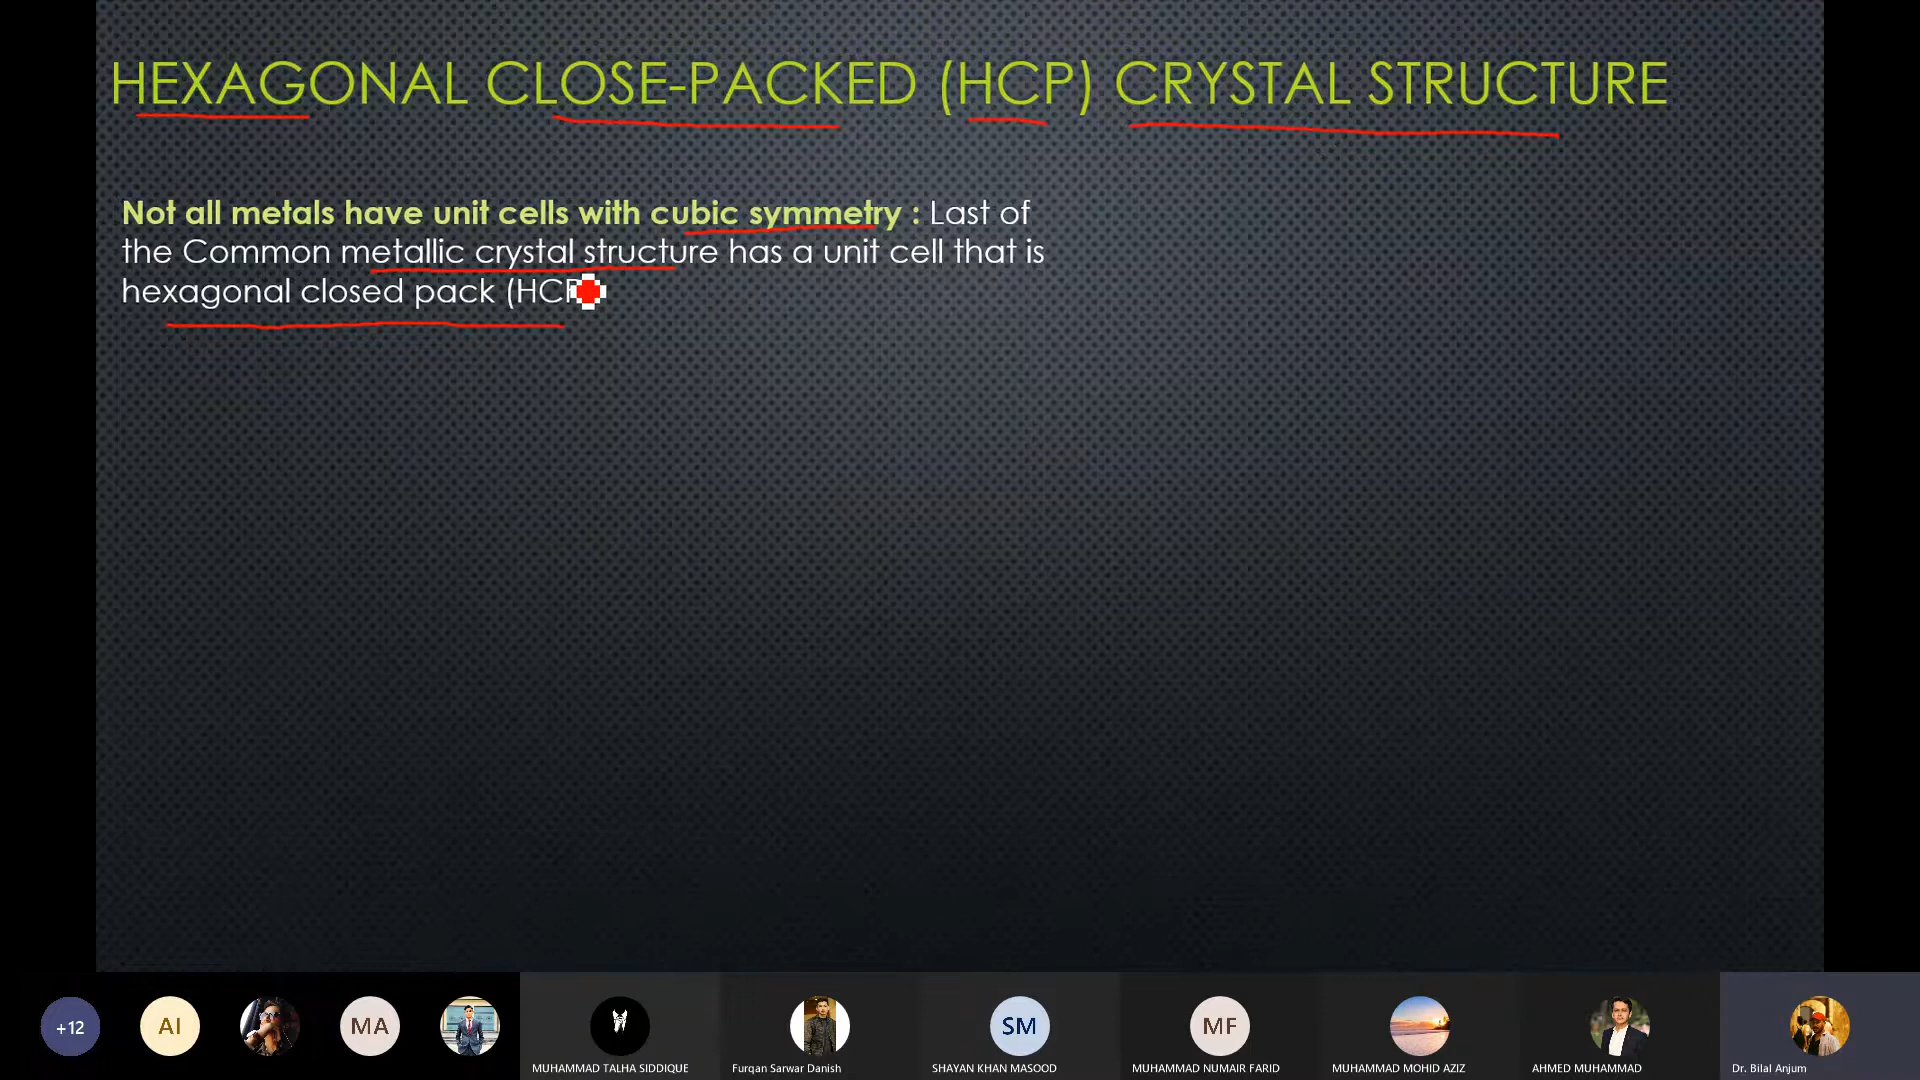 HEXAGONAL CLOSE-PACKED (HCP) CRYSTAL STRUCTURE
Not all metals have unit cells with cubic symmetry : Last of
the Common metallic crystal structure has a unit cell that is
hexagonal closed pack (HCP
+12
AI
MA
SM
MF
MUHAMMAD TALHA SIDDIQUE
Furqan Sarwar Danish
SHAYAN KHAN MASOOD
MUHAMMAD NUMAIR FARID
MUHAMMAD MOHID AZIZ
AHMED MUHAMMAD
Dr. Bilal Anjum